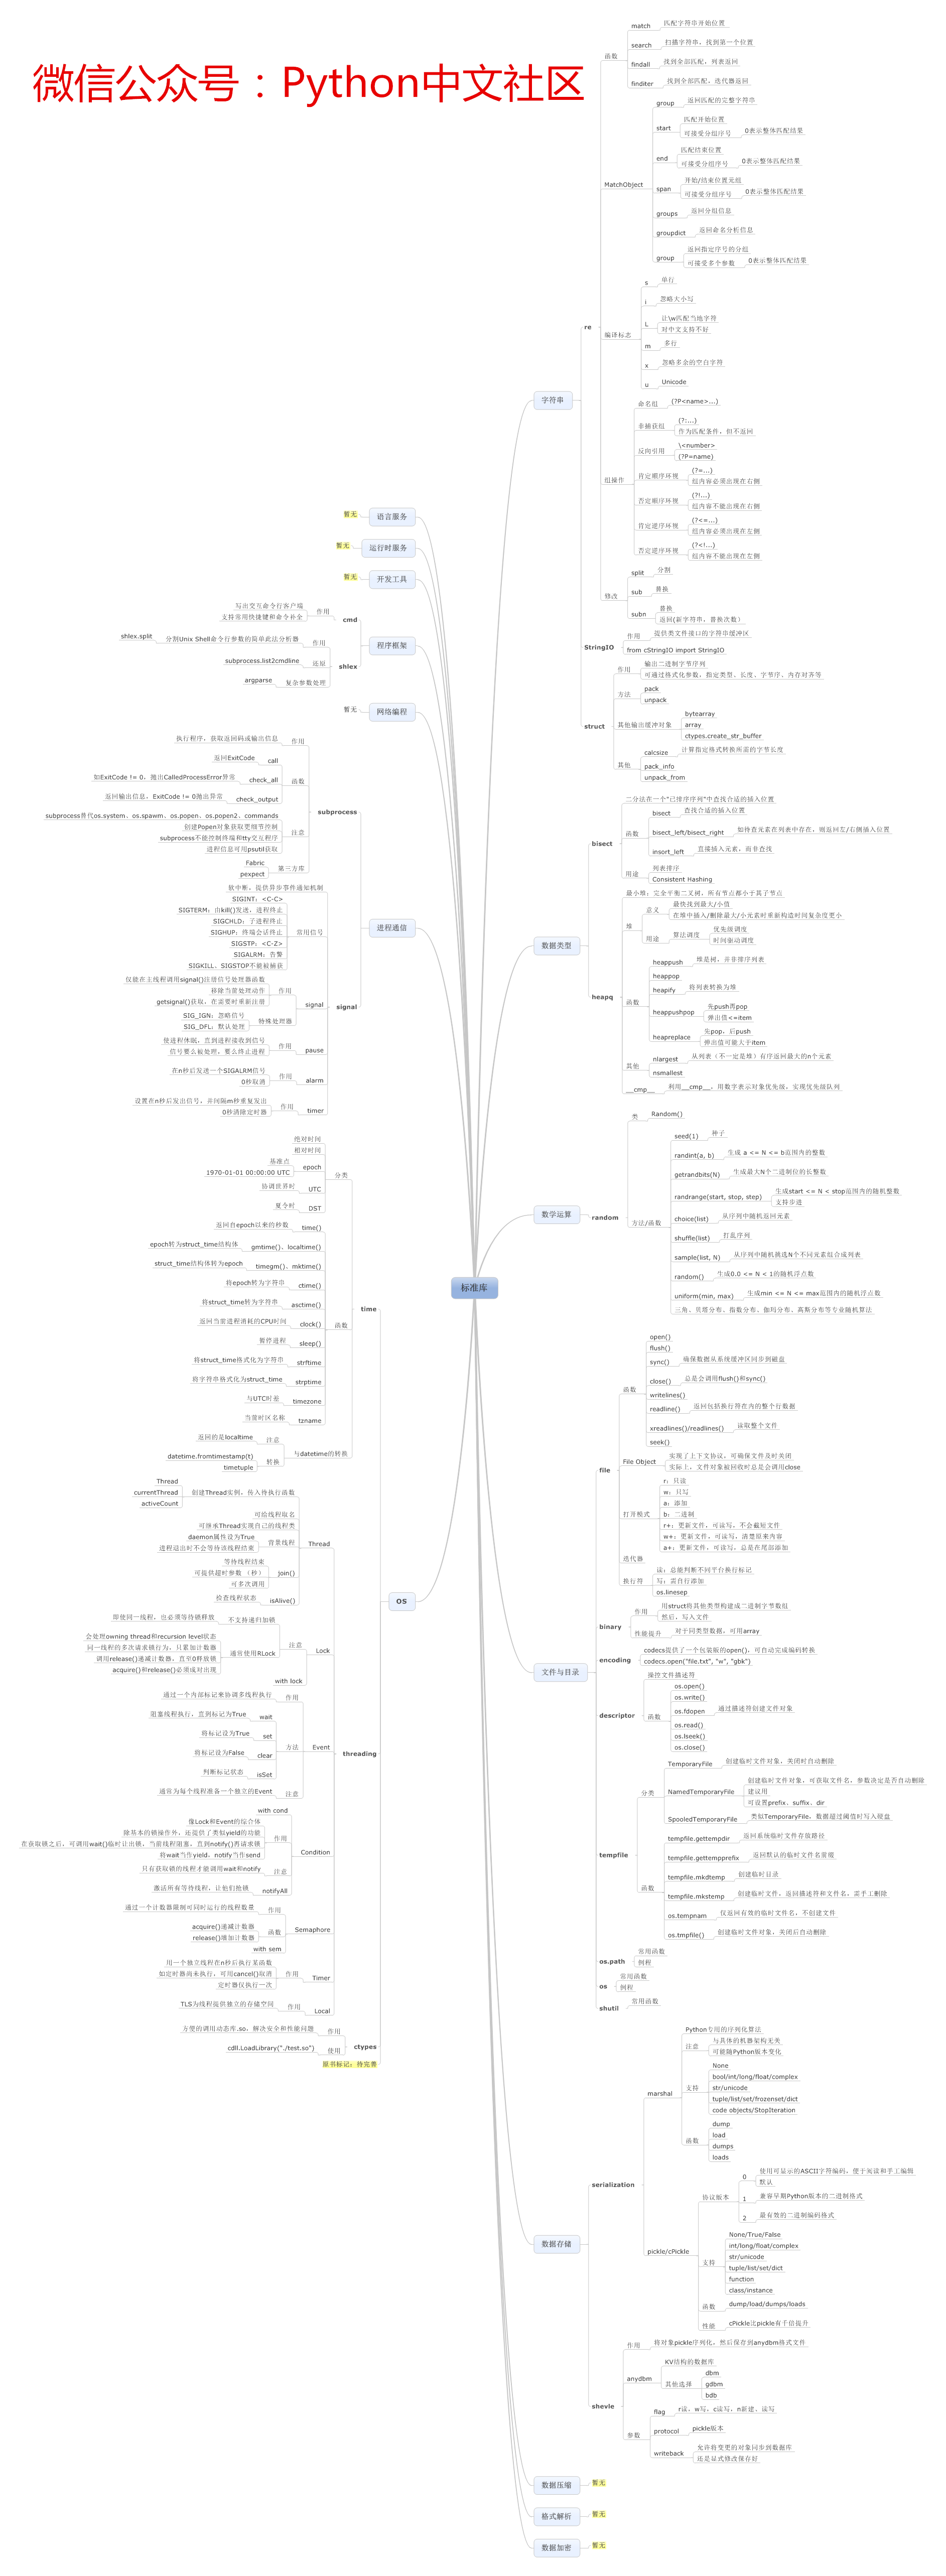 微信公众号：Python中文社区
标准库
字符串
re
函数
match
匹配字符串开始位置
search
扫描字符串，找到第一个位置
findall
找到全部匹配，列表返回
finditer
找到全部匹配，迭代器返回
MatchObject
group
返回匹配的完整字符串
start
匹配开始位置
可接受分组序号
0表示整体匹配结果
end
匹配结束位置
可接受分组序号
0表示整体匹配结果
span
开始/结束位置元组
可接受分组序号
0表示整体匹配结果
groups
返回分组信息
groupdict
返回命名分析信息
group
返回指定序号的分组
可接受多个参数
0表示整体匹配结果
编译标志
s
单行
i
忽略大小写
L
让\w匹配当地字符
对中文支持不好
m
多行
x
忽略多余的空白字符
u
Unicode
组操作
命名组
(?P<name>...)
非捕获组
(?:...)
作为匹配条件，但不返回
反向引用
\<number>
(?P=name)
肯定顺序环视
(?=...)
组内容必须出现在右侧
否定顺序环视
(?!...)
组内容不能出现在右侧
肯定逆序环视
(?<=...)
组内容必须出现在左侧
否定逆序环视
(?<!...)
组内容不能出现在左侧
修改
split
分割
sub
替换
subn
替换
返回(新字符串，替换次数)
StringIO
作用
提供类文件接口的字符串缓冲区
from cStringIO import StringIO
struct
作用
输出二进制字节序列
可通过格式化参数，指定类型、长度、字节序、内存对齐等
方法
pack
unpack
其他输出缓冲对象
bytearray
array
ctypes.create_str_buffer
其他
calcsize
计算指定格式转换所需的字节长度
pack_info
unpack_from
数据类型
bisect
二分法在一个"已排序序列"中查找合适的插入位置
函数
bisect
查找合适的插入位置
bisect_left/bisect_right
如待查元素在列表中存在，则返回左/右侧插入位置
insort_left
直接插入元素，而非查找
用途
列表排序
Consistent Hashing
heapq
最小堆，完全平衡二叉树，所有节点都小于其子节点
堆
意义
最快找到最大/小值
在堆中插入/删除最大/小元素时重新构造时间复杂度更小
用途
算法调度
优先级调度
时间驱动调度
函数
heappush
堆是树，并非排序列表
heappop
heapify
将列表转换为堆
heappushpop
先push再pop
弹出值<=item
heapreplace
先pop，后push
弹出值可能大于item
其他
nlargest
从列表（不一定是堆）有序返回最大的n个元素
nsmallest
__cmp__
利用__cmp__，用数字表示对象优先级，实现优先级队列
数学运算
random
类
Random()
方法/函数
seed(1)
种子
randint(a, b)
生成 a <= N <= b范围内的整数
getrandbits(N)
生成最大N个二进制位的长整数
randrange(start, stop, step)
生成start <= N < stop范围内的随机整数
支持步进
choice(list)
从序列中随机返回元素
shuffle(list)
打乱序列
sample(list, N)
从序列中随机挑选N个不同元素组合成列表
random()
生成0.0 <= N < 1的随机浮点数
uniform(min, max)
生成min <= N <= max范围内的随机浮点数
三角、贝塔分布、指数分布、伽玛分布、高斯分布等专业随机算法
文件与目录
file
函数
open()
flush()
sync()
确保数据从系统缓冲区同步到磁盘
close()
总是会调用flush()和sync()
writelines()
readline()
返回包括换行符在内的整个行数据
xreadlines()/readlines()
读取整个文件
seek()
File Object
实现了上下文协议，可确保文件及时关闭
实际上，文件对象被回收时总是会调用close
打开模式
r：只读
w：只写
a：添加
b：二进制
r+：更新文件，可读写，不会截短文件
w+：更新文件，可读写，清楚原来内容
a+：更新文件，可读写，总是在尾部添加
迭代器
换行符
读：总能判断不同平台换行标记
写：需自行添加
os.linesep
binary
作用
用struct将其他类型构建成二进制字节数组
然后，写入文件
性能提升
对于同类型数据，可用array
encoding
codecs提供了一个包装版的open()，可自动完成编码转换
codecs.open("file.txt", "w", "gbk")
descriptor
操控文件描述符
函数
os.open()
os.write()
os.fdopen
通过描述符创建文件对象
os.read()
os.lseek()
os.close()
tempfile
分类
TemporaryFile
创建临时文件对象，关闭时自动删除
NamedTemporaryFile
创建临时文件对象，可获取文件名，参数决定是否自动删除
建议用
可设置prefix、suffix、dir
SpooledTemporaryFile
类似TemporaryFile，数据超过阈值时写入硬盘
函数
tempfile.gettempdir
返回系统临时文件存放路径
tempfile.gettempprefix
返回默认的临时文件名前缀
tempfile.mkdtemp
创建临时目录
tempfile.mkstemp
创建临时文件，返回描述符和文件名，需手工删除
os.tempnam
仅返回有效的临时文件名，不创建文件
os.tmpfile()
创建临时文件对象，关闭后自动删除
os.path
常用函数
例程
os
常用函数
例程
shutil
常用函数
数据存储
serialization
marshal
Python专用的序列化算法
注意
与具体的机器架构无关
可能随Python版本变化
支持
None
bool/int/long/float/complex
str/unicode
tuple/list/set/frozenset/dict
code objects/StopIteration
函数
dump
load
dumps
loads
pickle/cPickle
协议版本
0
使用可显示的ASCII字符编码，便于阅读和手工编辑
默认
1
兼容早期Python版本的二进制格式
2
最有效的二进制编码格式
支持
None/True/False
int/long/float/complex
str/unicode
tuple/list/set/dict
function
class/instance
函数
dump/load/dumps/loads
性能
cPickle比pickle有千倍提升
shevle
作用
将对象pickle序列化，然后保存到anydbm格式文件
anydbm
KV结构的数据库
其他选择
dbm
gdbm
bdb
参数
flag
r读，w写，c读写，n新建、读写
protocol
pickle版本
writeback
允许将变更的对象同步到数据库
还是显式修改保存好
数据压缩
暂无
格式解析
暂无
数据加密
暂无
语言服务
暂无
运行时服务
暂无
开发工具
暂无
程序框架
cmd
作用
写出交互命令行客户端
支持常用快捷键和命令补全
shlex
作用
分割Unix Shell命令行参数的简单此法分析器
shlex.split
还原
subprocess.list2cmdline
复杂参数处理
argparse
网络编程
暂无
进程通信
subprocess
作用
执行程序，获取返回码或输出信息
函数
call
返回ExitCode
check_all
如ExitCode != 0，抛出CalledProcessError异常
check_output
返回输出信息，ExitCode != 0抛出异常
注意
subprocess替代os.system、os.spawn、os.popen、os.popen2、commands
创建Popen对象获取更细节控制
subprocess不能控制终端和tty交互程序
进程信息可用psutil获取
第三方库
Fabric
pexpect
signal
软中断，提供异步事件通知机制
常用信号
SIGINT：<C-C>
SIGTERM：由kill()发送，进程终止
SIGCHLD：子进程终止
SIGHUP：终端会话终止
SIGSTP：<C-Z>
SIGALRM：告警
SIGKILL、SIGSTOP不能被捕获
signal
作用
仅能在主线程调用signal()注册信号处理器函数
移除当前处理动作
getsignal()获取，在需要时重新注册
特殊处理器
SIG_IGN：忽略信号
SIG_DFL：默认处理
pause
作用
使进程休眠，直到进程接收到信号
信号要么被处理，要么终止进程
alarm
作用
在n秒后发送一个SIGALRM信号
0秒取消
timer
作用
设置在n秒后发出信号，并间隔m秒重复发出
0秒清除定时器
OS
time
分类
绝对时间
相对时间
epoch
基准点
1970-01-01 00:00:00 UTC
UTC
协调世界时
DST
夏令时
函数
time()
返回自epoch以来的秒数
gmtime()、localtime()
epoch转为struct_time结构体
timegm()、mktime()
struct_time结构体转为epoch
ctime()
将epoch转为字符串
asctime()
将struct_time转为字符串
clock()
返回当前进程消耗的CPU时间
sleep()
暂停进程
strftime
将struct_time格式化为字符串
strptime
将字符串格式化为struct_time
timezone
与UTC时差
tzname
当前时区名称
与datetime的转换
注意
返回的是localtime
转换
datetime.fromtimestamp(t)
timetuple
threading
Thread
创建Thread实例，传入待执行函数
Thread
currentThread
activeCount
可给线程取名
可继承Thread实现自己的线程类
背景线程
daemon属性设为True
进程退出时不会等待该线程结束
join()
等待线程结束
可提供超时参数 （秒）
可多次调用
isAlive()
检查线程状态
Lock
注意
不支持递归加锁
即使同一线程，也必须等待锁释放
通常使用RLock
会处理owning thread和recursion level状态
同一线程的多次请求锁行为，只累加计数器
调用release()递减计数器，直至0释放锁
acquire()和release()必须成对出现
with lock
Event
作用
通过一个内部标记来协调多线程执行
方法
wait
阻塞线程执行，直到标记为True
set
将标记设为True
clear
将标记设为False
isSet
判断标记状态
注意
通常为每个线程准备一个独立的Event
Condition
with cond
作用
像Lock和Event的综合体
除基本的锁操作外，还提供了类似yield的功能
在获取锁之后，可调用wait()临时让出锁，当前线程阻塞，直到notify()再请求锁
将wait当作yield，notify当作send
注意
只有获取锁的线程才能调用wait和notify
notifyAll
激活所有等待线程，让他们抢锁
Semaphore
作用
通过一个计数器限制可同时运行的线程数量
函数
acquire()递减计数器
release()增加计数器
with sem
Timer
作用
用一个独立线程在n秒后执行某函数
如定时器尚未执行，可用cancel()取消
定时器仅执行一次
Local
作用
TLS为线程提供独立的存储空间
ctypes
作用
方便的调用动态库.so，解决安全和性能问题
使用
cdll.LoadLibrary("./test.so")
原书标记：待完善